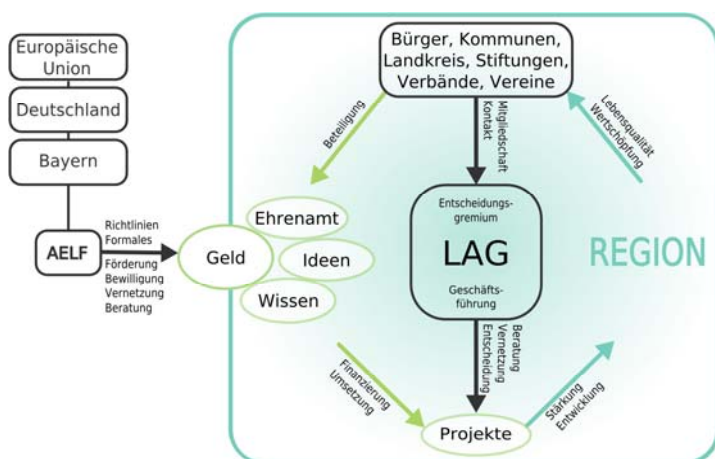 Europäische
Union
Deutschland
Bayern
AELF
Richtlinien
Formales
Förderung
Bewilligung
Vernetzung
Beratung
Bürger, Kommunen,
Landkreis, Stiftungen,
Verbände, Vereine
Beteiligung
Mitgliedschaft
Kontakt
Lebensqualität
Wertschöpfung
Ehrenamt
Geld
Ideen
Wissen
Entscheidungs-
gremium
LAG
Geschäfts-
führung
REGION
Finanzierung
Umsetzung
Beratung
Vernetzung
Entscheidung
Stärkung
Entwicklung
Projekte